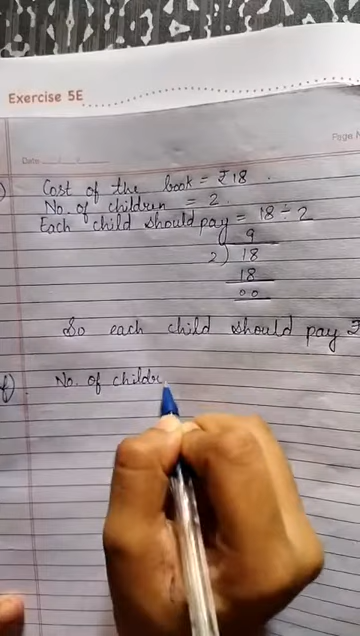 Exercise 5E
Date
Page N
Cost of the book = ₹18.
No. of children = 2.
Each child should pay = 18 ÷ 2
9
2) 18
18
00
So each child should pay ₹
f). No. of childre